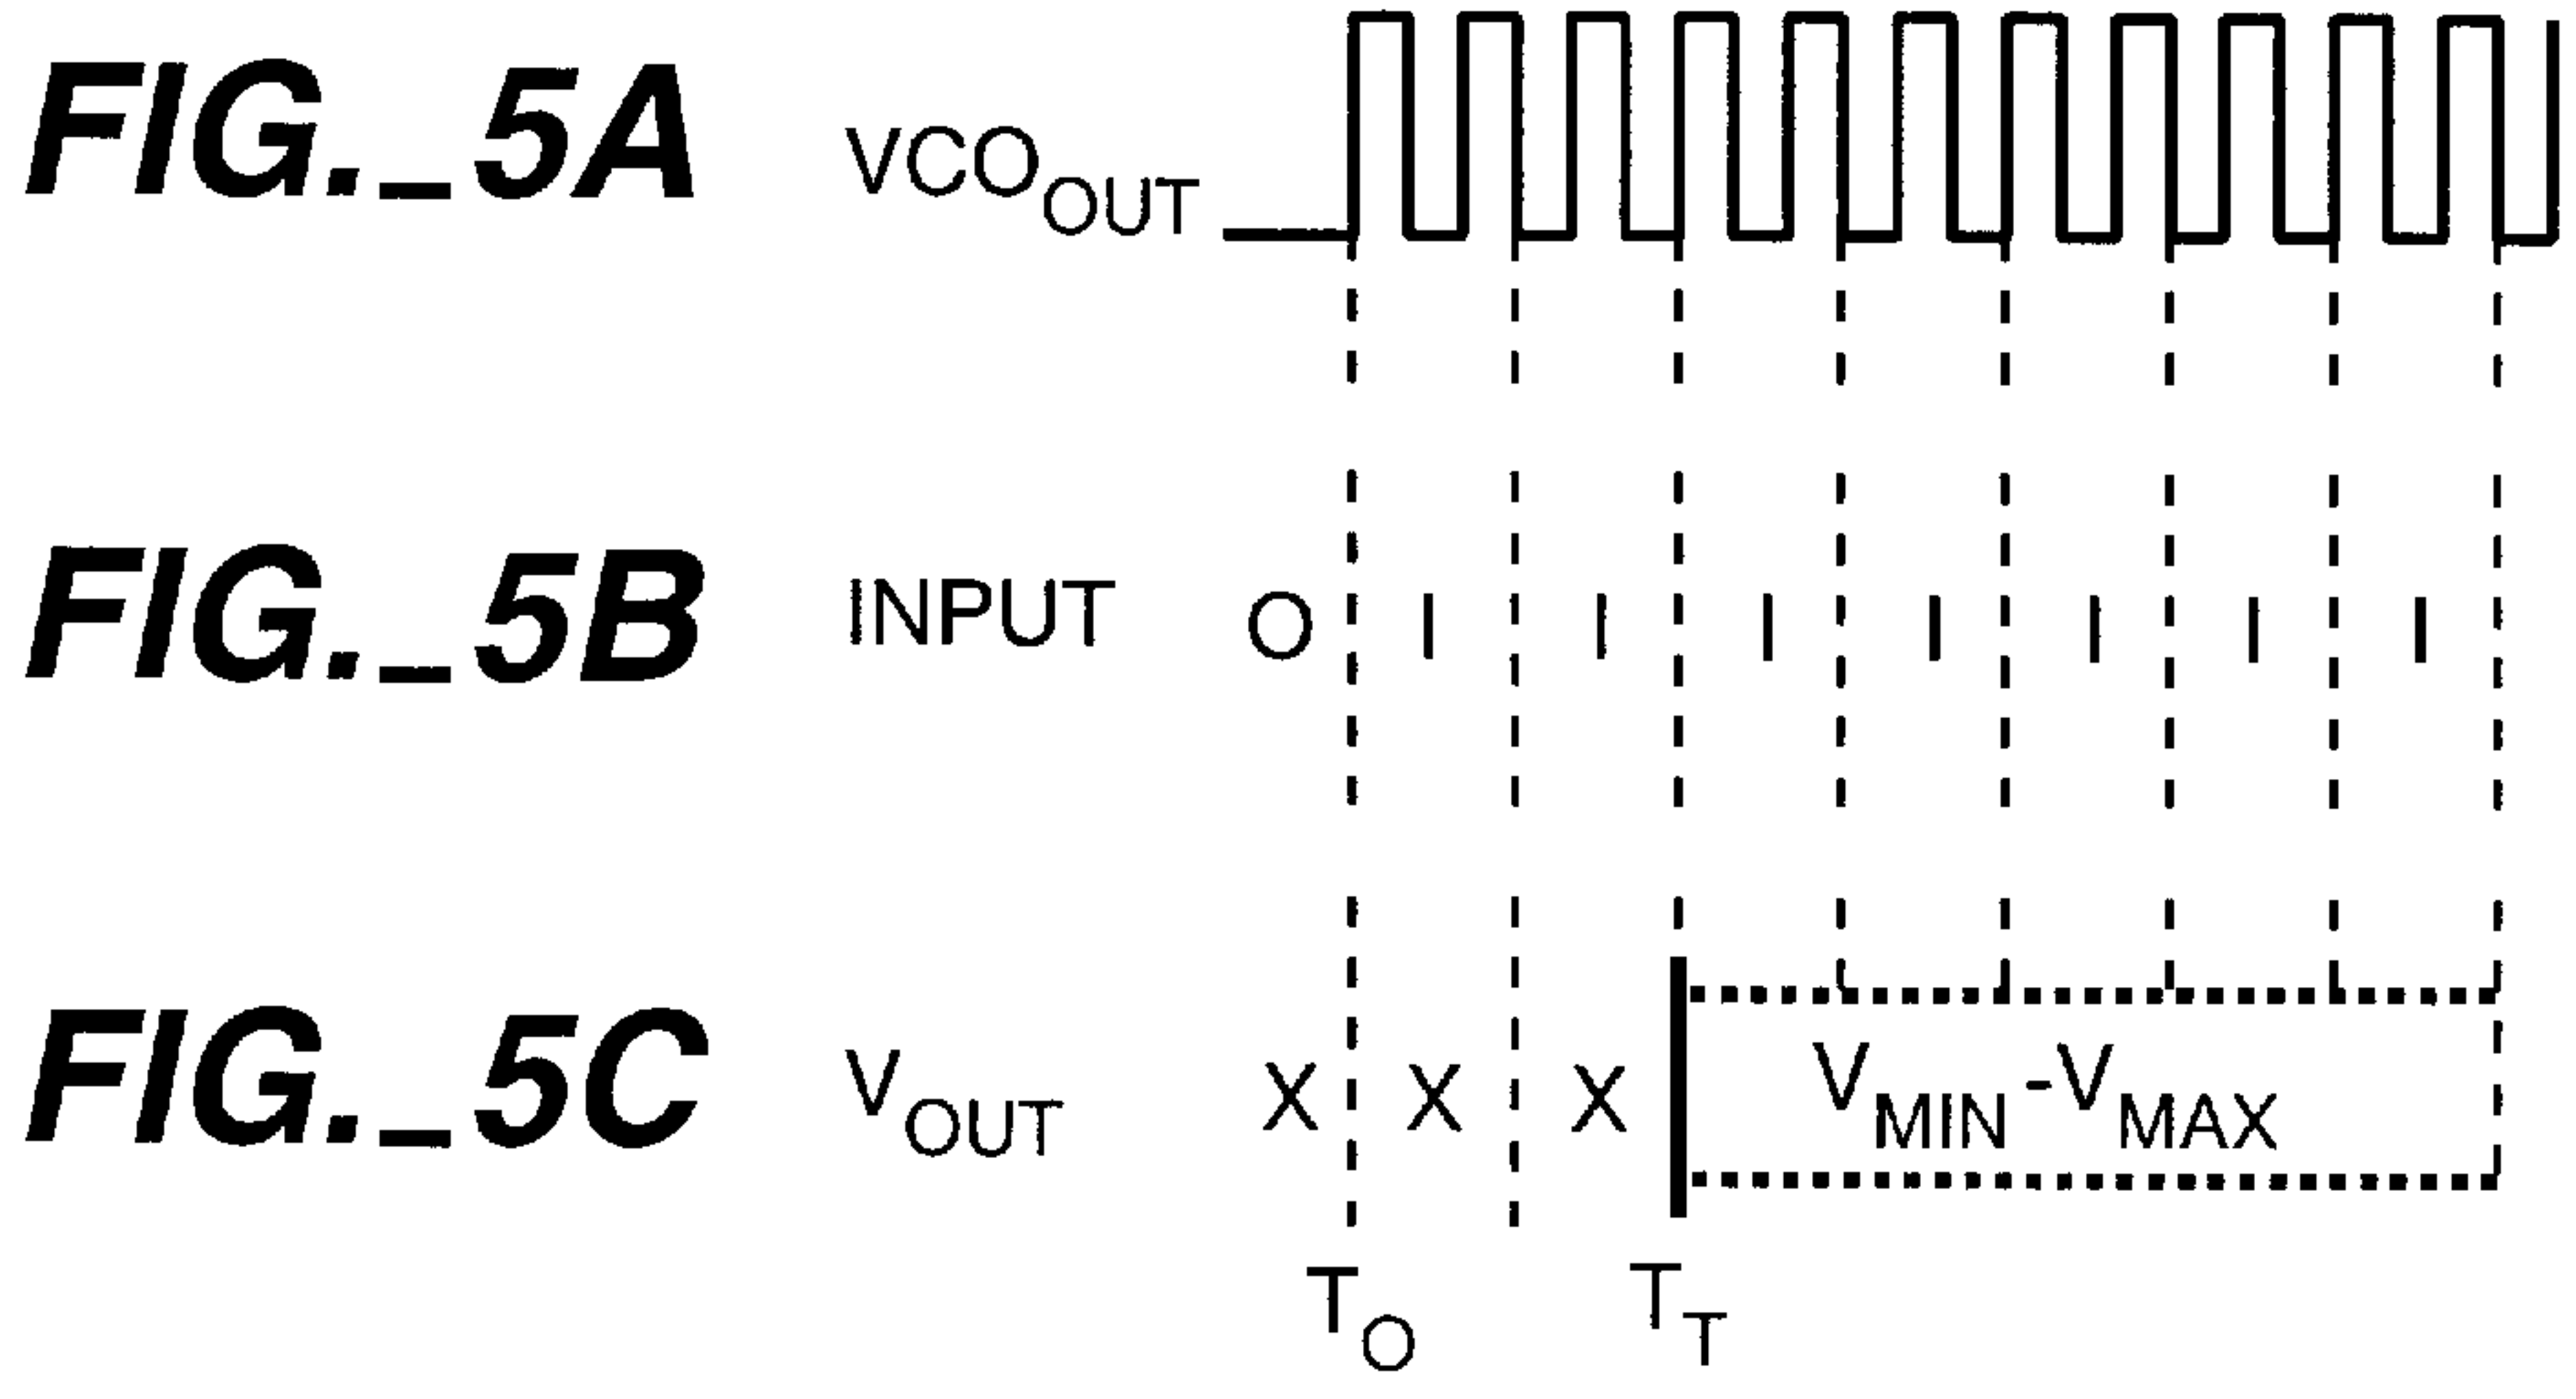 FIG._5A VCO_OUT
FIG._5B INPUT O I I I I I I I
FIG._5C V_OUT X X X V_MIN-V_MAX
T_O T_T